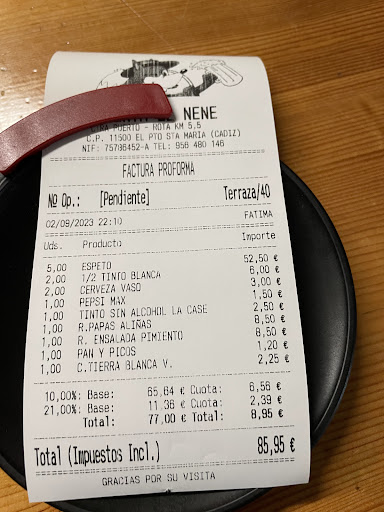 NENE
CTRA PUERTO - ROTA KM 5,5
C.P. 11500 EL PTO STA MARIA (CADIZ)
NIF: 75786452-A TEL: 956 480 146
FACTURA PROFORMA
Nº Op.: [Pendiente] Terraza/40
02/09/2023 22:10 FATIMA
Uds. Producto Importe
5,00 ESPETO 52,50 €
2,00 1/2 TINTO BLANCA 6,00 €
2,00 CERVEZA VASO 3,00 €
1,00 PEPSI MAX 1,50 €
1,00 TINTO SIN ALCOHOL LA CASE 2,50 €
1,00 R.PAPAS ALIÑAS 8,50 €
1,00 R. ENSALADA PIMIENTO 8,50 €
1,00 PAN Y PICOS 1,20 €
1,00 C.TIERRA BLANCA V. 2,25 €
10,00%: Base: 65,64 € Cuota: 6,56 €
21,00%: Base: 11,36 € Cuota: 2,39 €
Total: 77,00 € Total: 8,95 €
Total (Impuestos Incl.) 85,95 €
GRACIAS POR SU VISITA